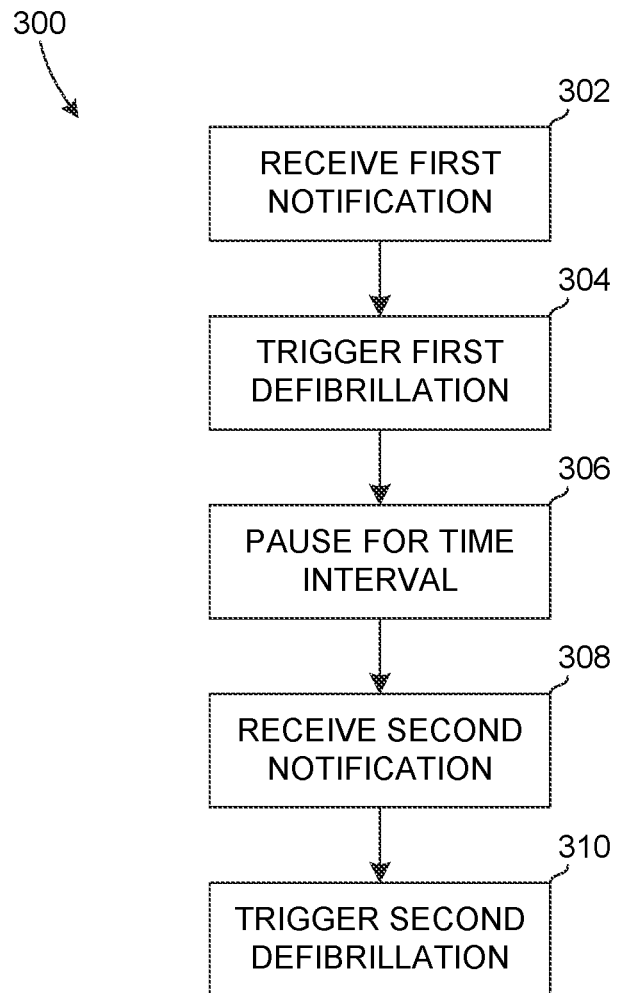 300
302
RECEIVE FIRST
NOTIFICATION
304
TRIGGER FIRST
DEFIBRILLATION
306
PAUSE FOR TIME
INTERVAL
308
RECEIVE SECOND
NOTIFICATION
310
TRIGGER SECOND
DEFIBRILLATION